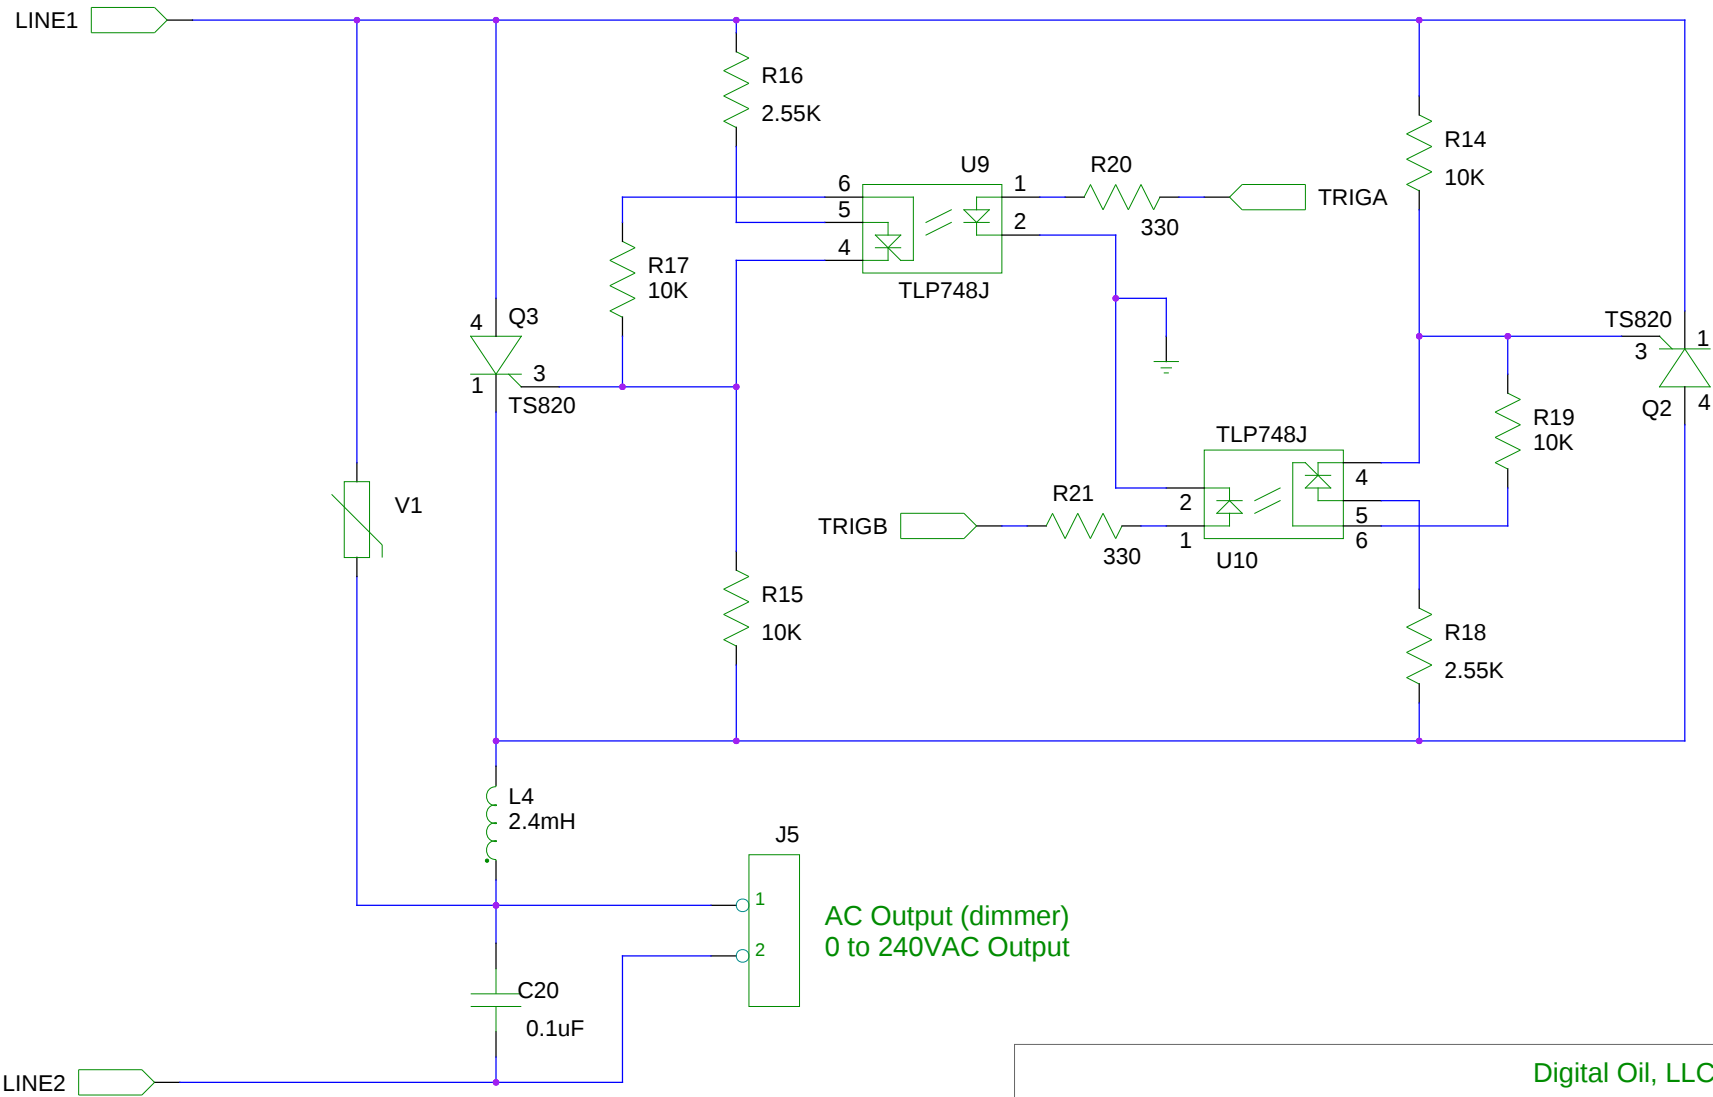 LINE1
R16
2.55K
R14
10K
U9
6
5
4
1
2
R20
330
TRIGA
R17
10K
TLP748J
4
Q3
1
3
TS820
TS820
3
1
Q2
4
R19
10K
TLP748J
4
5
6
2
1
U10
R21
330
TRIGB
V1
R15
10K
R18
2.55K
L4
2.4mH
J5
1
2
AC Output (dimmer)
0 to 240VAC Output
C20
0.1uF
LINE2
Digital Oil, LLC